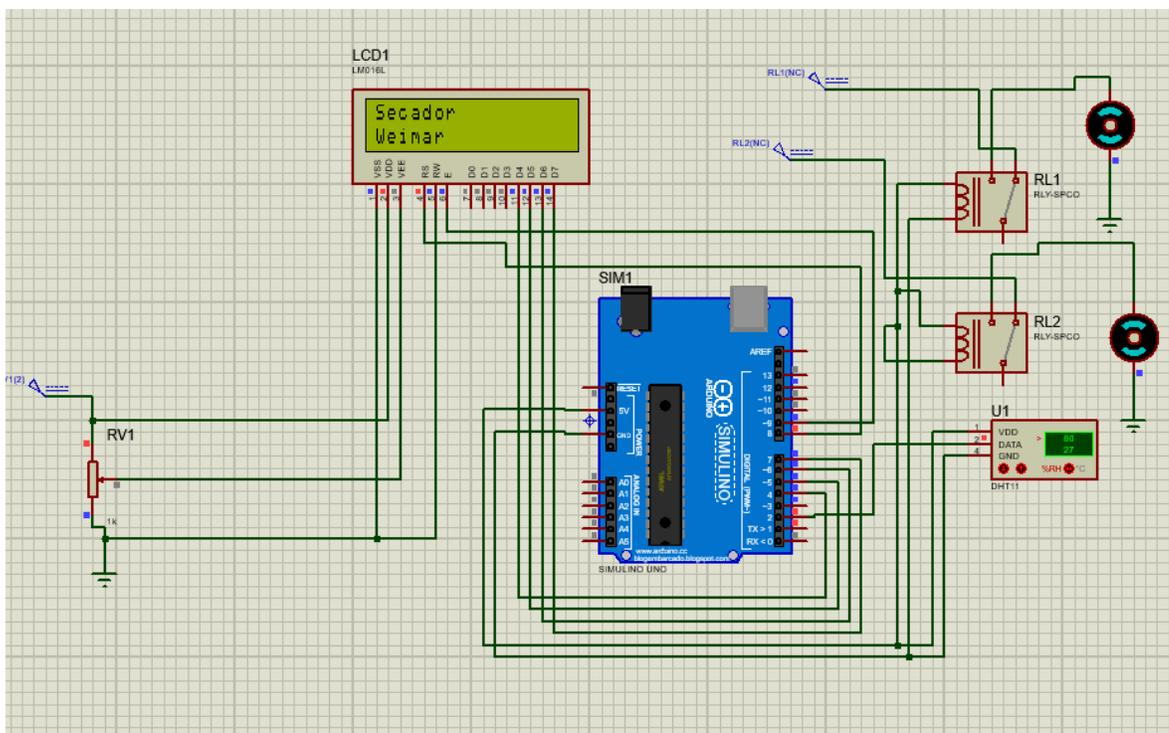 LCD1
LM016L
Secador
Weimar
VSS
VDD
VEE
RS
RW
E
D0
D1
D2
D3
D4
D5
D6
D7
1
2
3
4
5
6
7
8
9
10
11
12
13
14
RL1(NC)
RL2(NC)
RL1
RLY-SPCO
RL2
RLY-SPCO
SIM1
AREF
RESET
5V
GND
POWER
A0
A1
A2
A3
A4
A5
ANALOG IN
ARDUINO
SIMULINO
DIGITAL (PWM~)
13
12
~11
~10
~9
8
7
~6
~5
4
~3
2
TX > 1
RX < 0
www.arduino.cc
blogembarcado.blogspot.com
SIMULINO UNO
RV1
1k
U1
1
2
4
VDD
DATA
GND
>
80
27
%RH
°C
DHT11